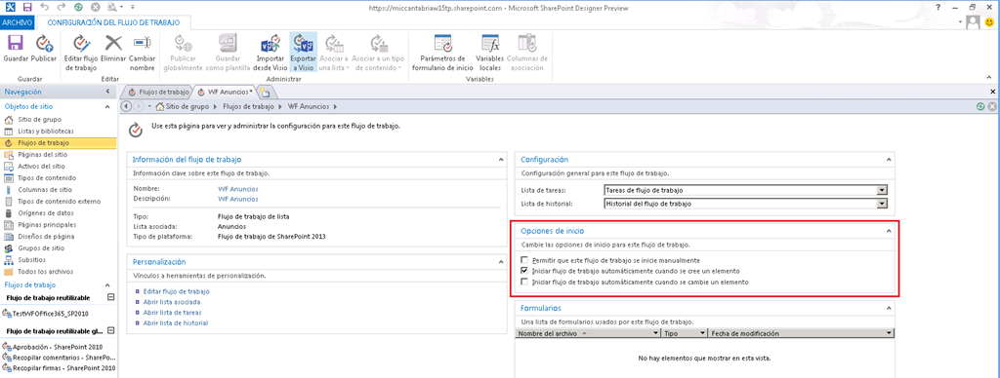 https://miccantabriaw15tp.sharepoint.com - Microsoft SharePoint Designer Preview
ARCHIVO
CONFIGURACIÓN DEL FLUJO DE TRABAJO
Guardar Publicar
Editar flujo de trabajo
Eliminar
Cambiar nombre
Publicar globalmente
Guardar como plantilla
Importar desde Visio
Exportar a Visio
Asociar a una lista
Asociar a un tipo de contenido
Parámetros de formulario de inicio
Variables locales
Columnas de asociación
Guardar
Editar
Administrar
Variables
Navegación
Objetos de sitio
Sitio de grupo
Listas y bibliotecas
Flujos de trabajo
Páginas del sitio
Activos del sitio
Tipos de contenido
Columnas de sitio
Tipos de contenido externo
Orígenes de datos
Páginas principales
Diseños de página
Grupos de sitio
Subsitios
Todos los archivos
Flujos de trabajo
Flujo de trabajo reutilizable
TestWFOffice365_SP2010
Flujo de trabajo reutilizable gl...
Aprobación - SharePoint 2010
Recopilar comentarios - SharePo...
Recopilar firmas - SharePoint 2010
Flujos de trabajo
WF Anuncios *
Sitio de grupo
Flujos de trabajo
WF Anuncios
Use esta página para ver y administrar la configuración para este flujo de trabajo.
Información del flujo de trabajo
Información clave sobre este flujo de trabajo.
Nombre: WF Anuncios
Descripción: WF Anuncios
Tipo: Flujo de trabajo de lista
Lista asociada: Anuncios
Tipo de plataforma: Flujo de trabajo de SharePoint 2013
Personalización
Vínculos a herramientas de personalización.
Editar flujo de trabajo
Abrir lista asociada
Abrir lista de tareas
Abrir lista de historial
Configuración
Configuración general para este flujo de trabajo.
Lista de tareas: Tareas de flujo de trabajo
Lista de historial: Historial del flujo de trabajo
Opciones de inicio
Cambie las opciones de inicio para este flujo de trabajo.
Permitir que este flujo de trabajo se inicie manualmente
Iniciar flujo de trabajo automáticamente cuando se cree un elemento
Iniciar flujo de trabajo automáticamente cuando se cambie un elemento
Formularios
Una lista de formularios usados por este flujo de trabajo.
Nombre del archivo
Tipo
Fecha de modificación
No hay elementos que mostrar en esta vista.